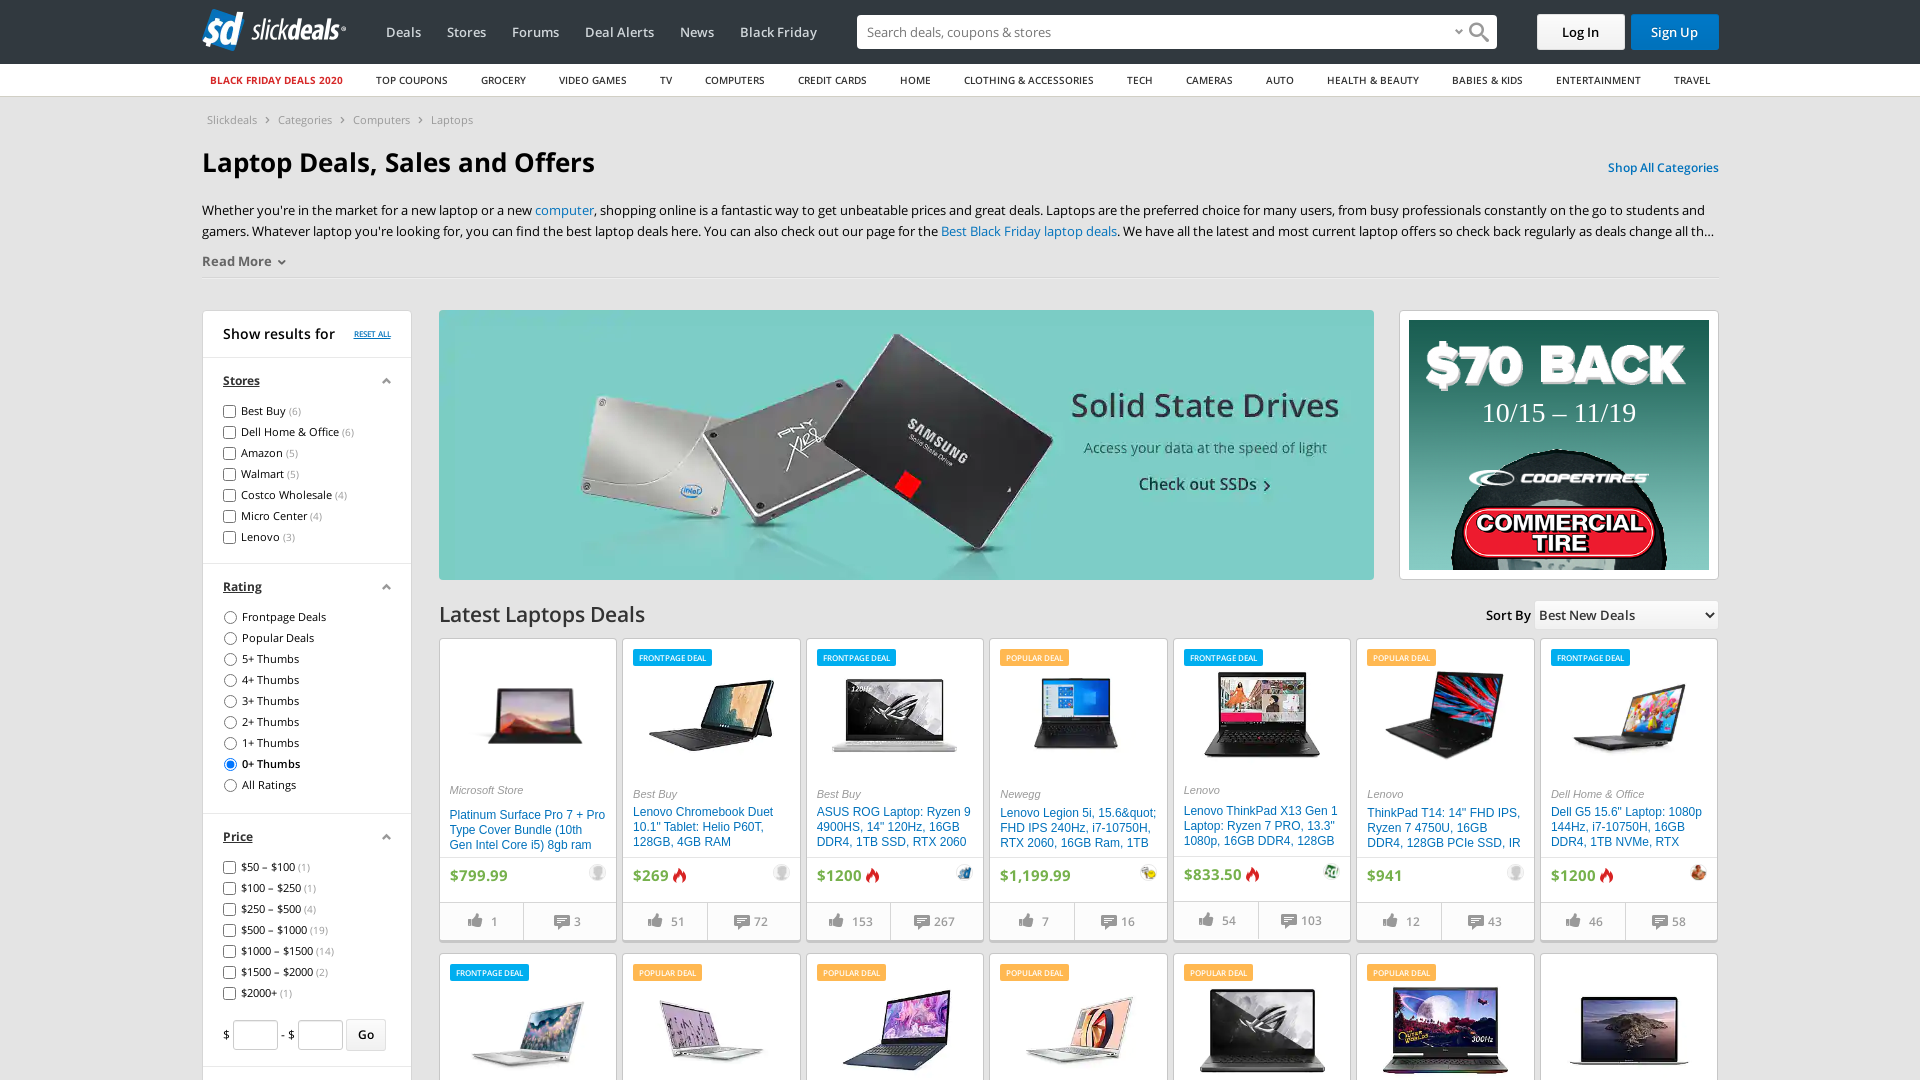 sd slickdeals
Deals
Stores
Forums
Deal Alerts
News
Black Friday
Search deals, coupons & stores
Log In
Sign Up
BLACK FRIDAY DEALS 2020
TOP COUPONS
GROCERY
VIDEO GAMES
TV
COMPUTERS
CREDIT CARDS
HOME
CLOTHING & ACCESSORIES
TECH
CAMERAS
AUTO
HEALTH & BEAUTY
BABIES & KIDS
ENTERTAINMENT
TRAVEL
Slickdeals > Categories > Computers > Laptops
Laptop Deals, Sales and Offers
Shop All Categories
Whether you're in the market for a new laptop or a new computer, shopping online is a fantastic way to get unbeatable prices and great deals. Laptops are the preferred choice for many users, from busy professionals constantly on the go to students and
gamers. Whatever laptop you're looking for, you can find the best laptop deals here. You can also check out our page for the Best Black Friday laptop deals. We have all the latest and most current laptop offers so check back regularly as deals change all th...
Read More
Show results for
RESET ALL
Stores
Best Buy (6)
Dell Home & Office (6)
Amazon (5)
Walmart (5)
Costco Wholesale (4)
Micro Center (4)
Lenovo (3)
Rating
Frontpage Deals
Popular Deals
5+ Thumbs
4+ Thumbs
3+ Thumbs
2+ Thumbs
1+ Thumbs
0+ Thumbs
All Ratings
Price
$50 – $100 (1)
$100 – $250 (1)
$250 – $500 (4)
$500 – $1000 (19)
$1000 – $1500 (14)
$1500 – $2000 (2)
$2000+ (1)
$ - $ Go
intel
PNY
XLR8
SAMSUNG
Solid State Drive
Solid State Drives
Access your data at the speed of light
Check out SSDs >
$70 BACK
10/15 – 11/19
COOPERTIRES
COMMERCIAL
TIRE
Latest Laptops Deals
Sort By Best New Deals
Microsoft Store
Platinum Surface Pro 7 + Pro
Type Cover Bundle (10th
Gen Intel Core i5) 8gb ram
$799.99
1
3
FRONTPAGE DEAL
Best Buy
Lenovo Chromebook Duet
10.1" Tablet: Helio P60T,
128GB, 4GB RAM
$269
51
72
FRONTPAGE DEAL
120Hz
Best Buy
ASUS ROG Laptop: Ryzen 9
4900HS, 14" 120Hz, 16GB
DDR4, 1TB SSD, RTX 2060
$1200
153
267
POPULAR DEAL
Newegg
Lenovo Legion 5i, 15.6&quot;
FHD IPS 240Hz, i7-10750H,
RTX 2060, 16GB Ram, 1TB
$1,199.99
7
16
FRONTPAGE DEAL
Lenovo
Lenovo ThinkPad X13 Gen 1
Laptop: Ryzen 7 PRO, 13.3"
1080p, 16GB DDR4, 128GB
$833.50
54
103
POPULAR DEAL
Lenovo
ThinkPad T14: 14" FHD IPS,
Ryzen 7 4750U, 16GB
DDR4, 128GB PCIe SSD, IR
$941
12
43
FRONTPAGE DEAL
Dell Home & Office
Dell G5 15.6" Laptop: 1080p
144Hz, i7-10750H, 16GB
DDR4, 1TB NVMe, RTX
$1200
46
58
FRONTPAGE DEAL
POPULAR DEAL
POPULAR DEAL
POPULAR DEAL
POPULAR DEAL
POPULAR DEAL
300Hz